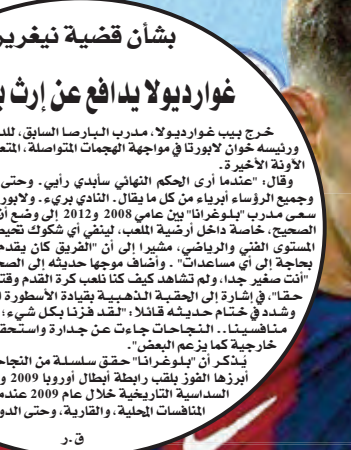 بشأن قضية نيغرير
غوارديولا يدافع عن إرث ب
خرج بيب غوارديولا، مدرب البارصا السابق، للد
ورئيسه خوان لابورتا في مواجهة الهجمات المتواصلة، المتع
الآونة الأخيرة.
وقال: "عندما أرى الحكم النهائي سأبدي رأيي. وحتى
وجميع الرؤساء أبرياء من كل ما يقال. النادي بريء. ولابور
سعى مدرب "بلوغرانا" بين عامي 2008 و2012 إلى وضع أن
الصحيح، خاصة داخل أرضية الملعب، لينفي أي شكوك تحيط
المستوى الفني والرياضي، مشيرا إلى أن "الفريق كان يقدم
بحاجة إلى أي مساعدات". وأضاف موجها حديثه إلى الصح
"أنت صغير جدا، ولم تشاهد كيف كنا نلعب كرة القدم وقت
حقا"، في إشارة إلى الحقبة الذهبية بقيادة الأسطورة
وشدد في ختام حديثه قائلا: "لقد فزنا بكل شيء،
منافسينا.. النجاحات جاءت عن جدارة واستحق
خارجية كما يزعم البعض".
يُذكر أن "بلوغرانا" حقق سلسلة من النجاح
أبرزها الفوز بلقب رابطة أبطال أوروبا 2009 و
السداسية التاريخية خلال عام 2009 عندم
المنافسات المحلية، والقارية، وحتى الدو
ق.ر